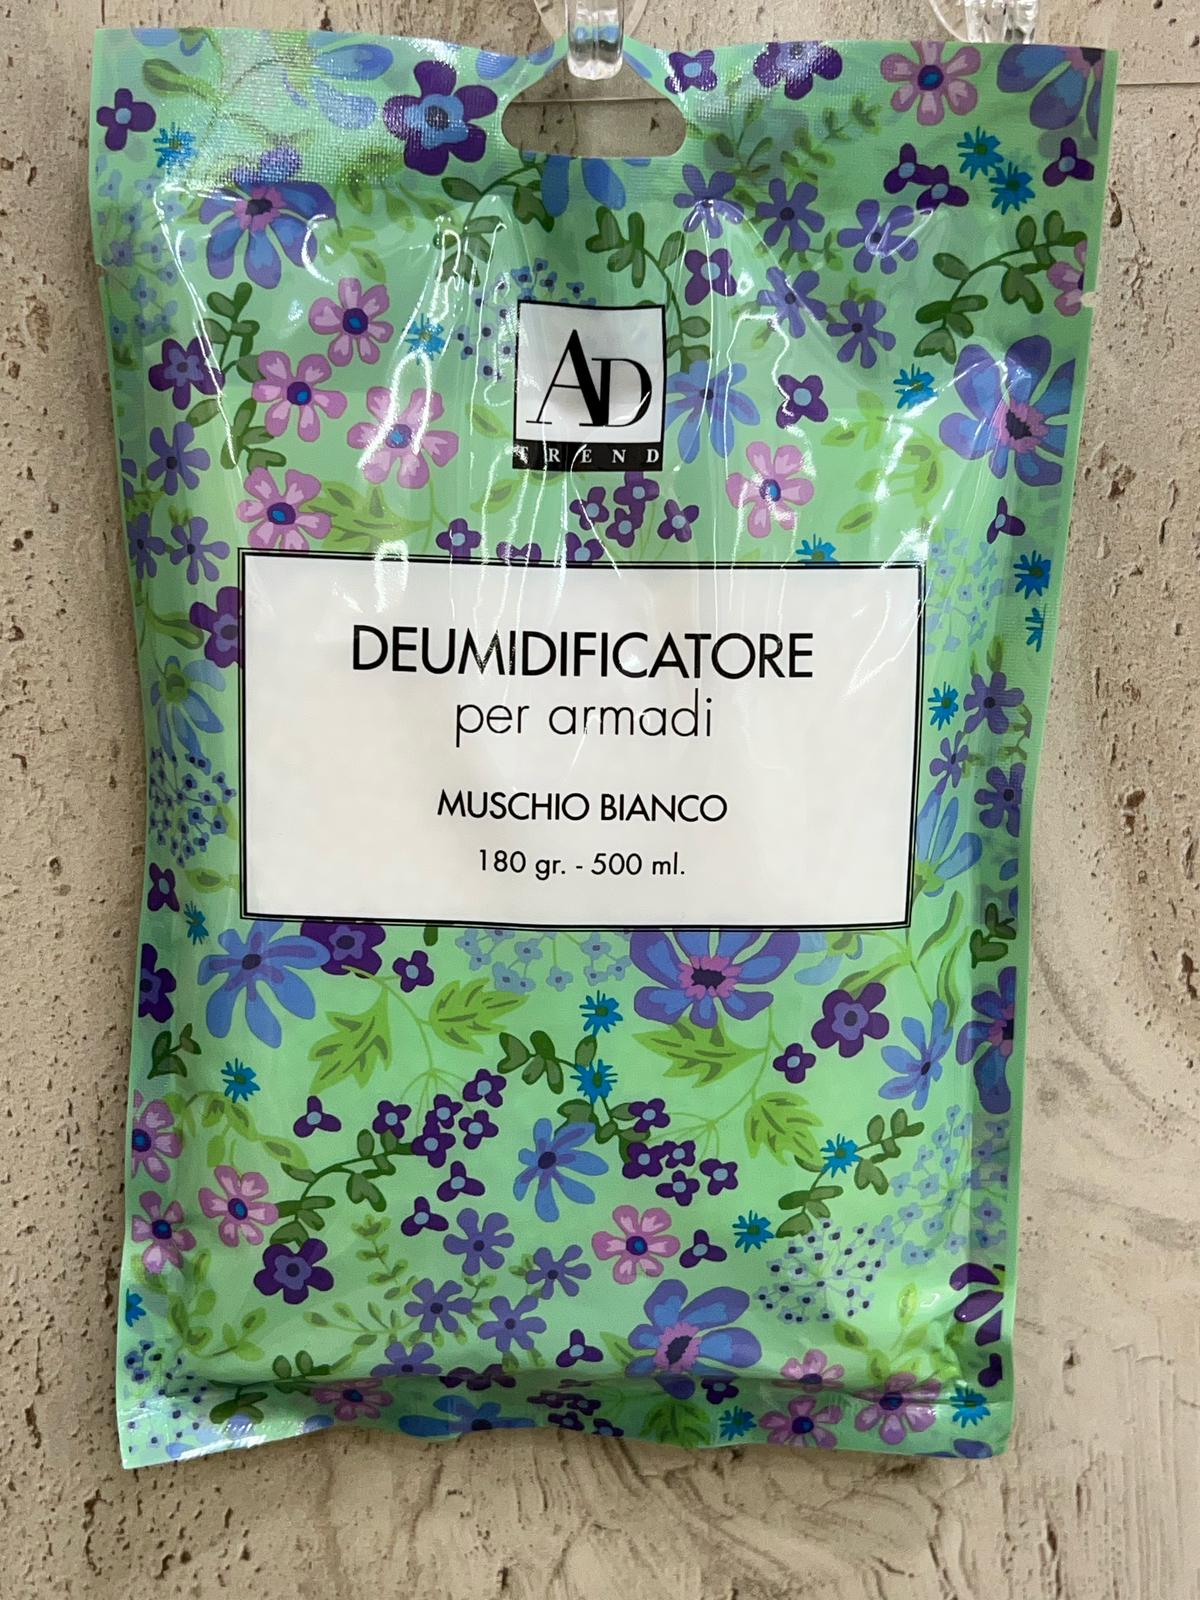 AD
TREND
DEUMIDIFICATORE
per armadi
MUSCHIO BIANCO
180 gr. - 500 ml.